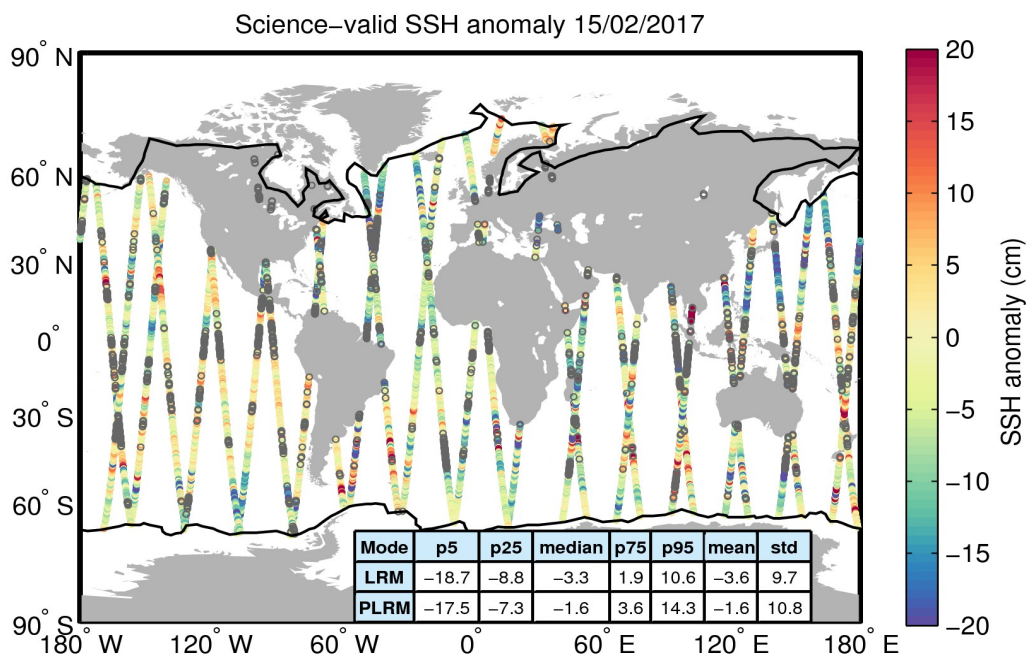 Science−valid SSH anomaly 15/02/2017
90° N
60° N
30° N
0°
30° S
60° S
90° S
180° W
120° W
60° W
0°
60° E
120° E
180° E
Mode p5 p25 median p75 p95 mean std
LRM −18.7 −8.8 −3.3 1.9 10.6 −3.6 9.7
PLRM −17.5 −7.3 −1.6 3.6 14.3 −1.6 10.8
20
15
10
5
0
−5
−10
−15
−20
SSH anomaly (cm)